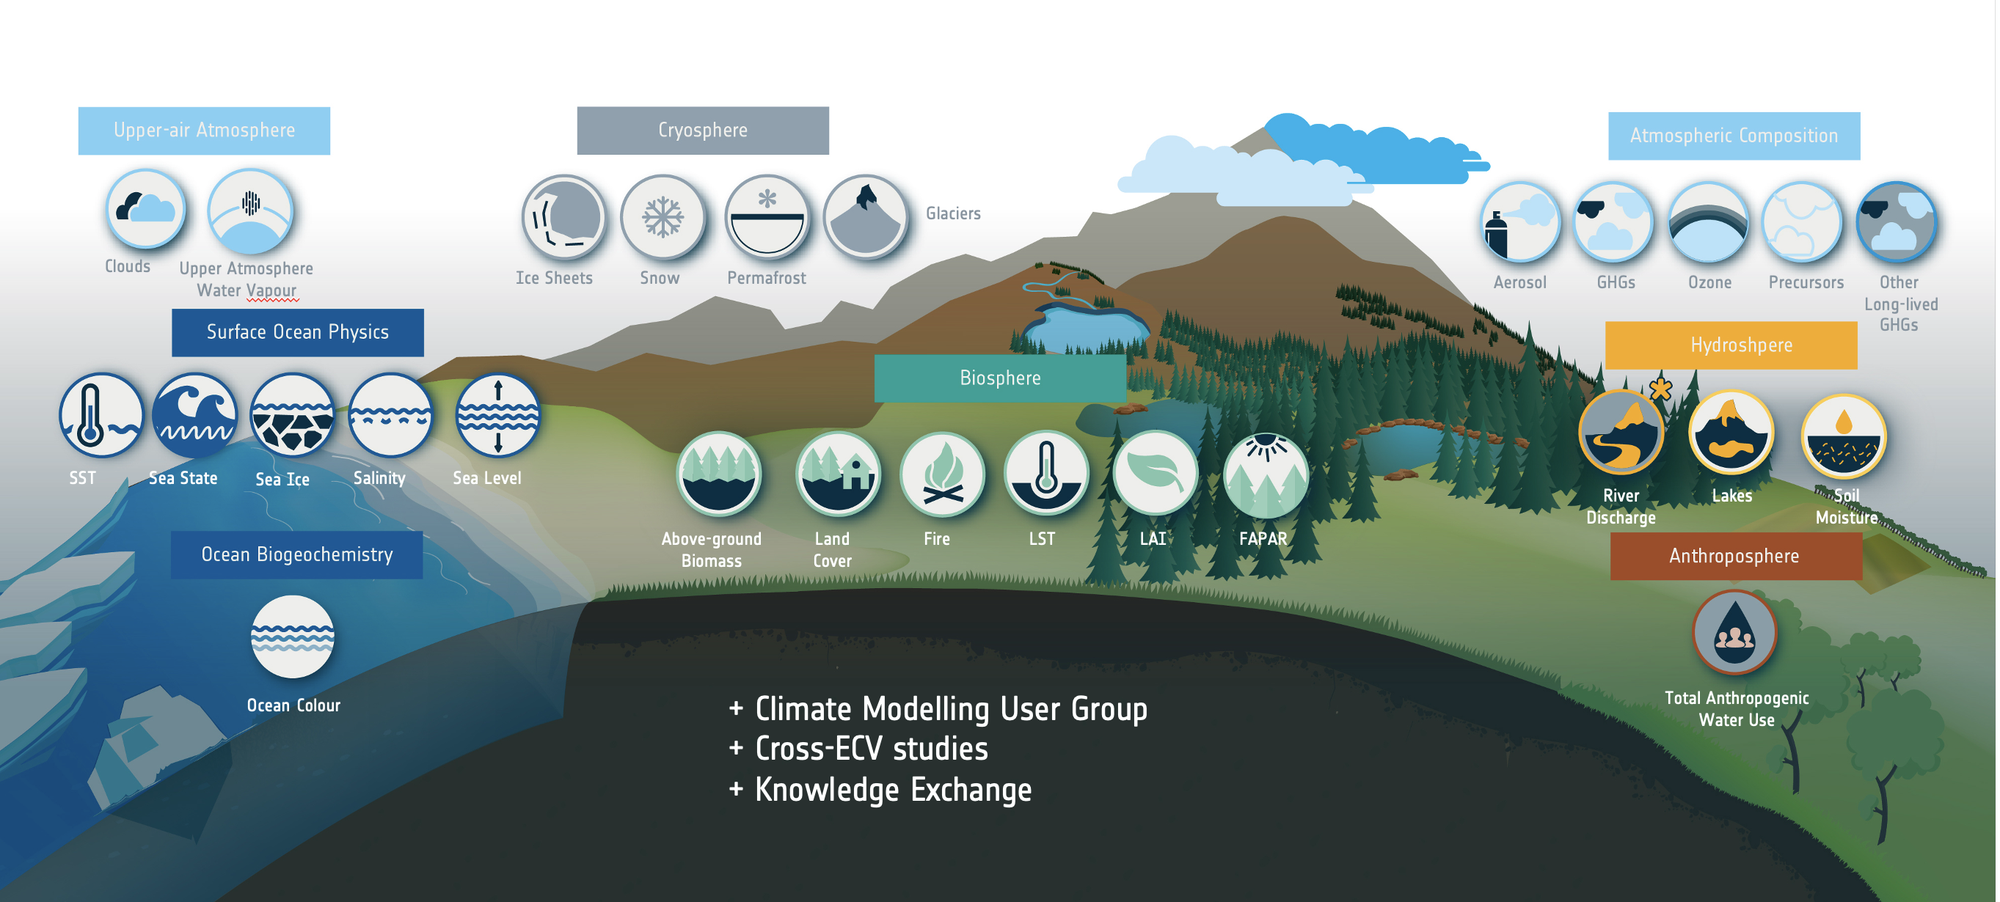 Upper-air Atmosphere
Clouds
Upper Atmosphere
Water Vapour
Surface Ocean Physics
SST
Sea State
Sea Ice
Salinity
Sea Level
Ocean Biogeochemistry
Ocean Colour
Cryosphere
Ice Sheets
Snow
Permafrost
Glaciers
Biosphere
Above-ground
Biomass
Land
Cover
Fire
LST
LAI
FAPAR
Atmospheric Composition
Aerosol
GHGs
Ozone
Precursors
Other
Long-lived
GHGs
Hydroshpere
River
Discharge
Lakes
Soil
Moisture
Anthroposphere
Total Anthropogenic
Water Use
+ Climate Modelling User Group
+ Cross-ECV studies
+ Knowledge Exchange